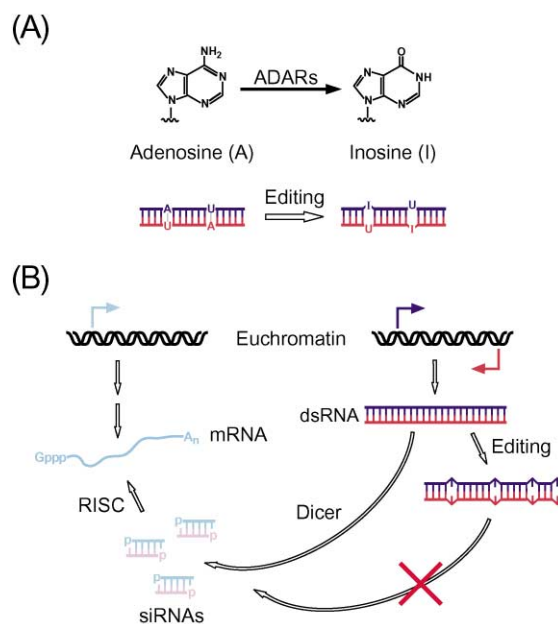 (A)
NH2
N
N
N
N
ADARs
O
N
NH
N
N
Adenosine (A)
Inosine (I)
A U
U A
Editing
I U
U I
(B)
Euchromatin
dsRNA
Editing
mRNA
Gppp
An
RISC
Dicer
p p
p p
p p
siRNAs